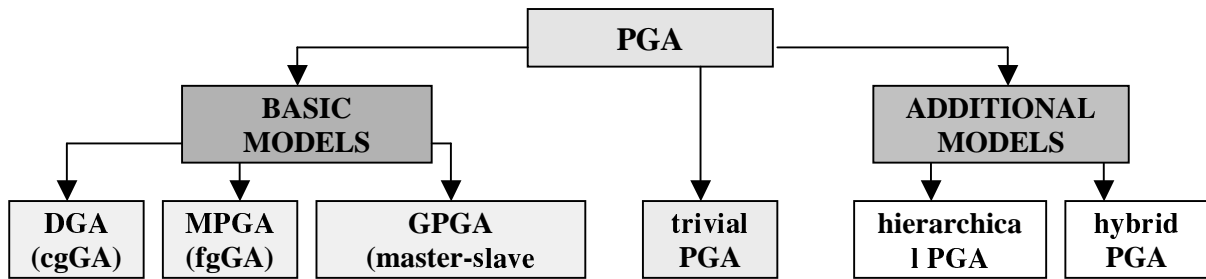 PGA
BASIC
MODELS
ADDITIONAL
MODELS
DGA
(cgGA)
MPGA
(fgGA)
GPGA
(master-slave
trivial
PGA
hierarchica
l PGA
hybrid
PGA